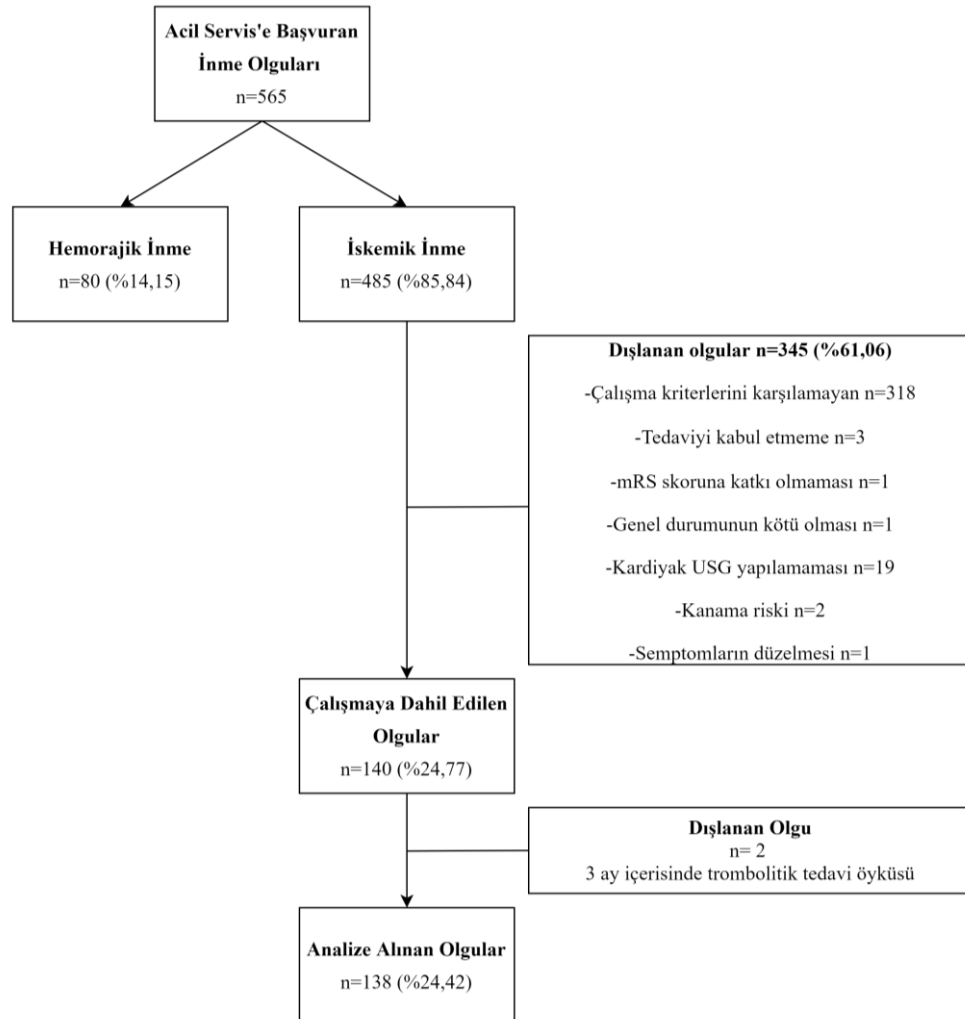 Acil Servis'e Başvuran
İnme Olguları
n=565
Hemorajik İnme
n=80 (%14,15)
İskemik İnme
n=485 (%85,84)
Dışlanan olgular n=345 (%61,06)
-Çalışma kriterlerini karşılamayan n=318
-Tedaviyi kabul etmeme n=3
-mRS skoruna katkı olmaması n=1
-Genel durumunun kötü olması n=1
-Kardiyak USG yapılamaması n=19
-Kanama riski n=2
-Semptomların düzelmesi n=1
Çalışmaya Dahil Edilen
Olgular
n=140 (%24,77)
Dışlanan Olgu
n= 2
3 ay içerisinde trombolitik tedavi öyküsü
Analize Alınan Olgular
n=138 (%24,42)